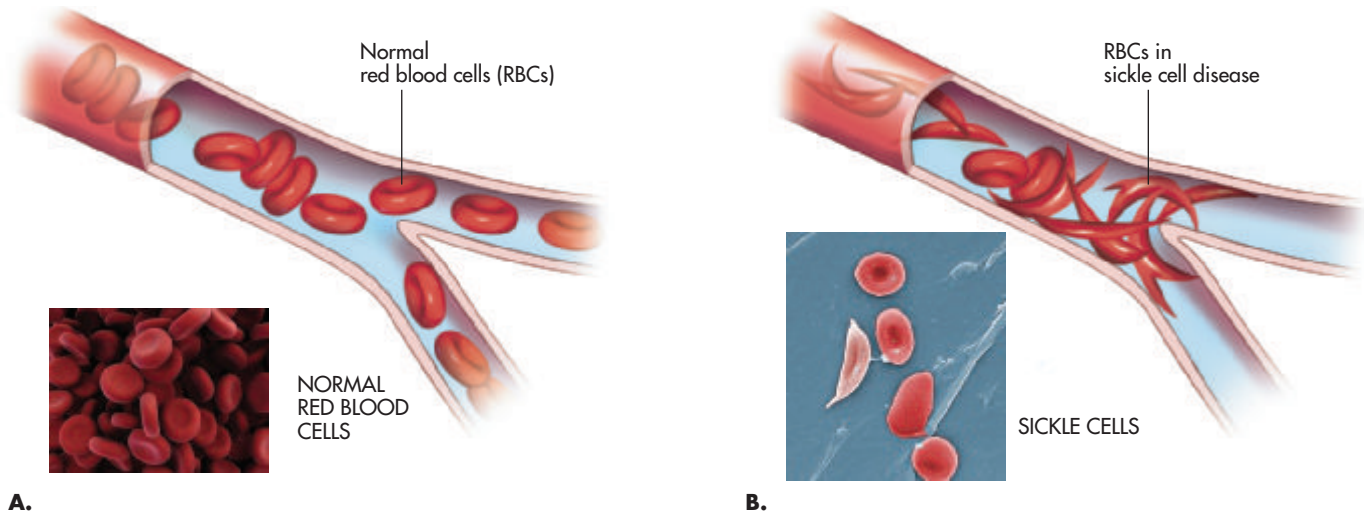 Normal
red blood cells (RBCs)
NORMAL
RED BLOOD
CELLS
A.
RBCs in
sickle cell disease
SICKLE CELLS
B.